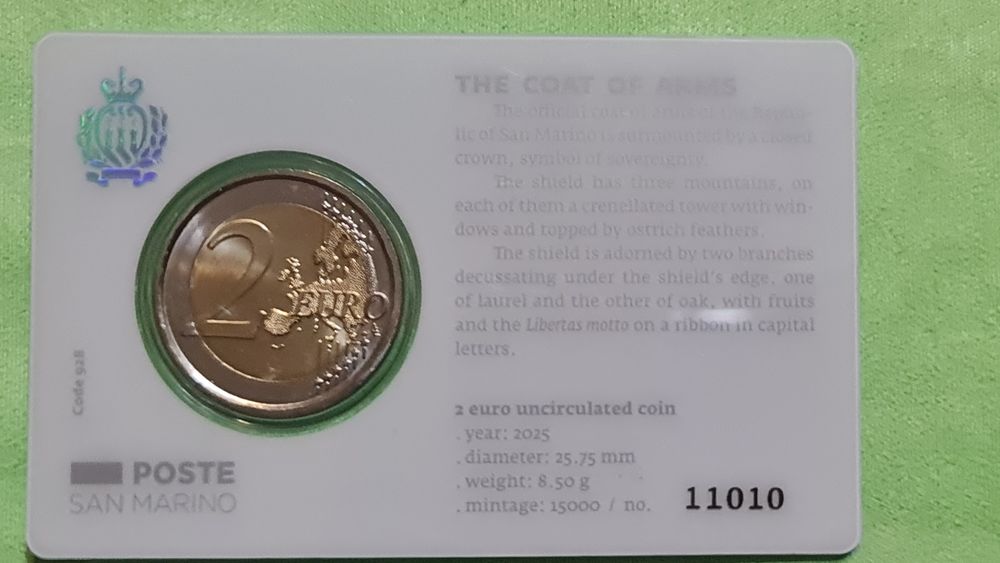 THE COAT OF ARMS
The official coat of arms of the Repub-
lic of San Marino is surmounted by a closed
crown, symbol of sovereignty.
The shield has three mountains, on
each of them a crenellated tower with win-
dows and topped by ostrich feathers.
The shield is adorned by two branches
decussating under the shield's edge, one
of laurel and the other of oak, with fruits
and the Libertas motto on a ribbon in capital
letters.
2 EURO
Code 928
2 euro uncirculated coin
. year: 2025
. diameter: 25.75 mm
. weight: 8.50 g
. mintage: 15000 / no. 11010
POSTE
SAN MARINO